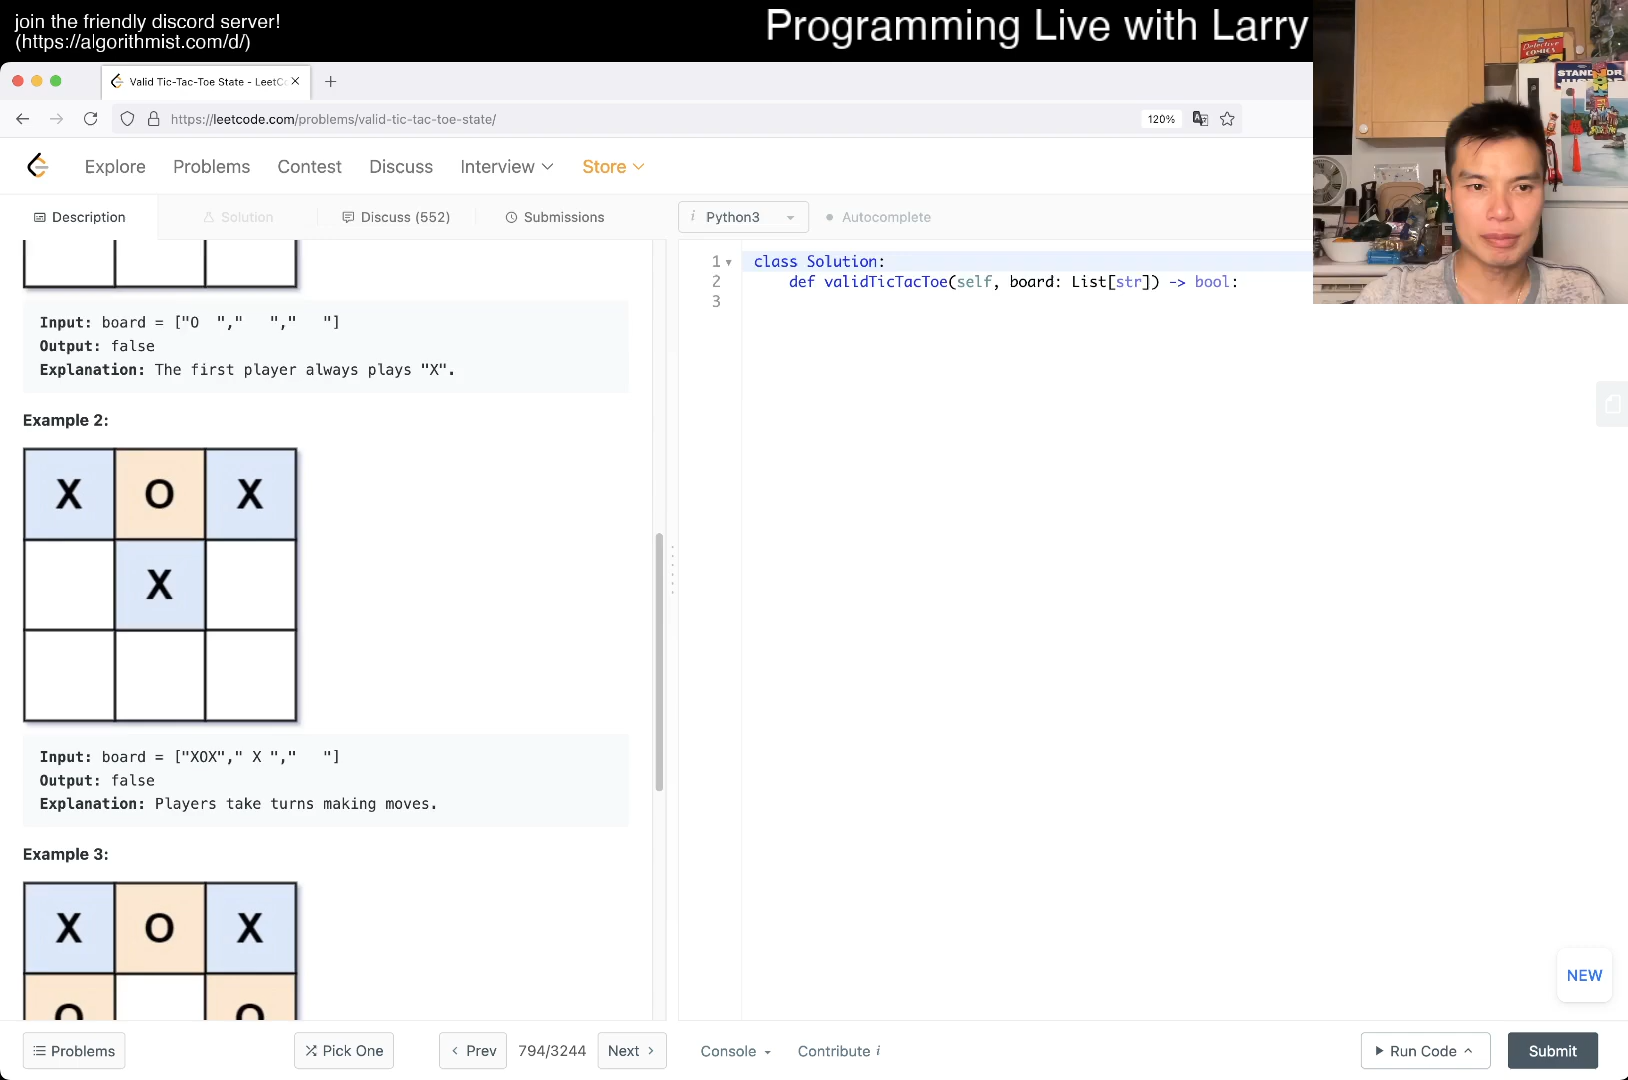 join the friendly discord server!
(https://algorithmist.com/d/)
Programming Live with Larry
Valid Tic-Tac-Toe State - LeetC
https://leetcode.com/problems/valid-tic-tac-toe-state/
120%
Explore Problems Contest Discuss Interview Store
Description Solution Discuss (552) Submissions
i Python3 Autocomplete
1 class Solution:
2 def validTicTacToe(self, board: List[str]) -> bool:
3
Input: board = ["O  ","   ","   "]
Output: false
Explanation: The first player always plays "X".
Example 2:
X O X
X
Input: board = ["XOX"," X ","   "]
Output: false
Explanation: Players take turns making moves.
Example 3:
X O X
O O
NEW
Problems Pick One Prev 794/3244 Next Console Contribute i Run Code Submit